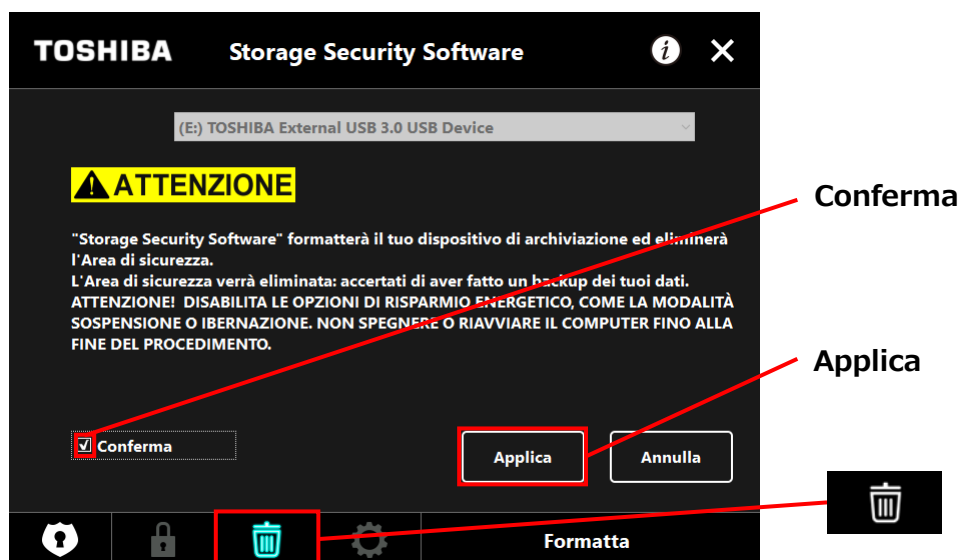 TOSHIBA Storage Security Software i
(E:) TOSHIBA External USB 3.0 USB Device
ATTENZIONE
Conferma
"Storage Security Software" formatterà il tuo dispositivo di archiviazione ed eliminerà
l'Area di sicurezza.
L'Area di sicurezza verrà eliminata: accertati di aver fatto un backup dei tuoi dati.
ATTENZIONE!  DISABILITA LE OPZIONI DI RISPARMIO ENERGETICO, COME LA MODALITÀ
SOSPENSIONE O IBERNAZIONE. NON SPEGNERE O RIAVVIARE IL COMPUTER FINO ALLA
FINE DEL PROCEDIMENTO.
Applica
Conferma
Applica
Annulla
Formatta